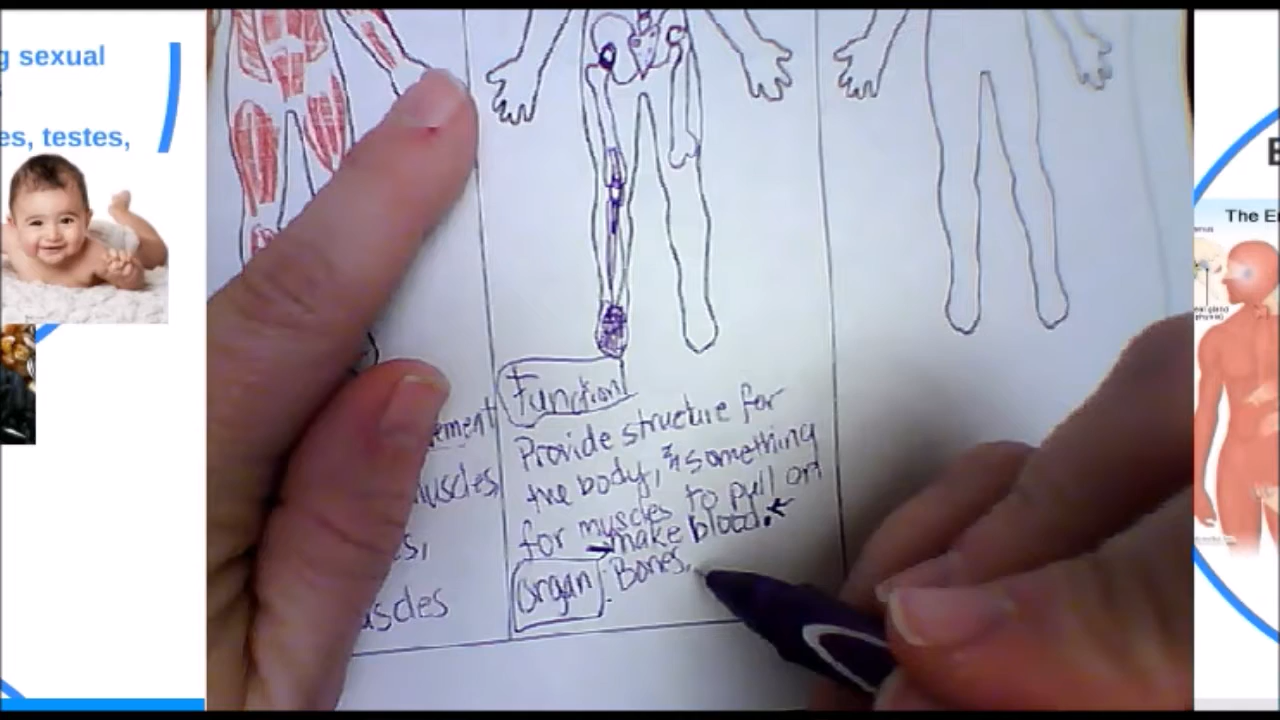 g sexual
es, testes,
ement
muscles,
es,
uscles
Function
Provide structure for
the body, & something
for muscles to pull on
make blood.
Organ: Bones,
The E